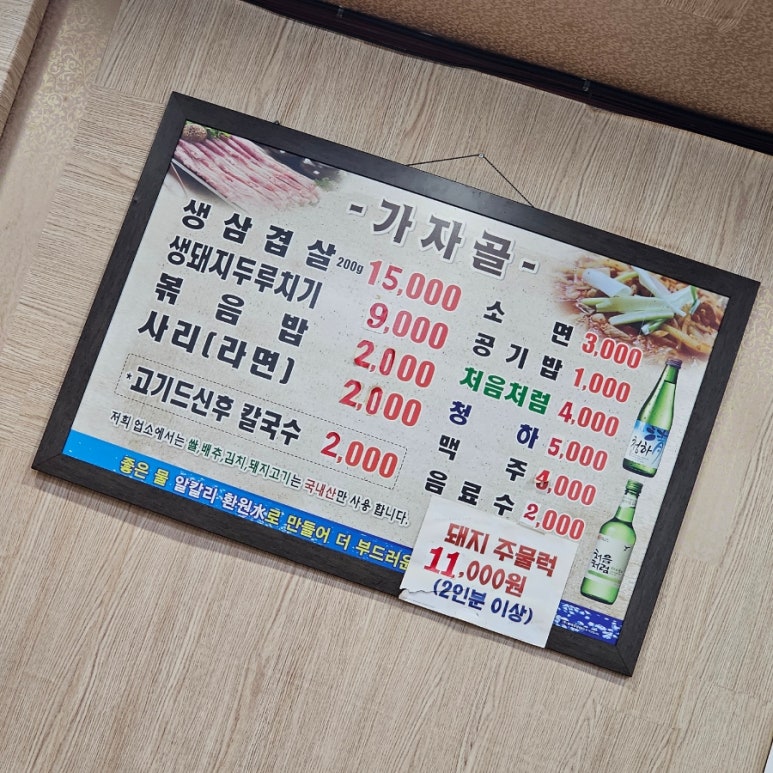 -가자골-
생삼겹살 200g 15,000
생돼지두루치기 9,000
볶음밥 2,000
사리(라면) 2,000
*고기드신후 칼국수 2,000
소면 3,000
공기밥 1,000
처음처럼 4,000
청하 5,000
맥주 4,000
음료수 2,000
저희 업소에서는 쌀,배추,김치,돼지고기는 국내산만 사용 합니다.
좋은 물 알칼리 환원水로 만들어 더 부드러운
돼지 주물럭
11,000원
(2인분 이상)
청하
처음처럼